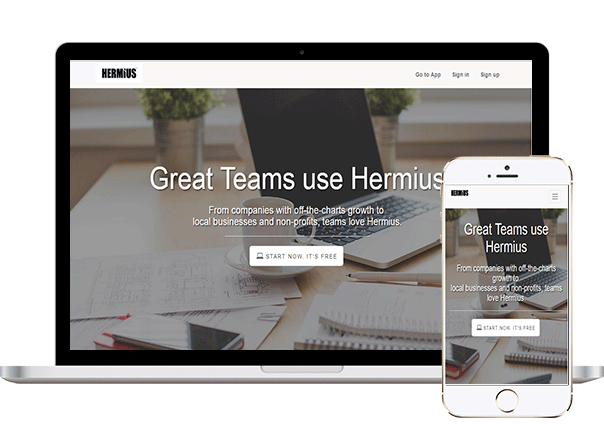 HERMiUS
Go to App Sign in Sign up
Great Teams use Hermius
From companies with off-the-charts growth to
local businesses and non-profits, teams love Hermius.
START NOW. IT'S FREE
HERMiUS
Great Teams use
Hermius
From companies with off-the-charts
growth to
local businesses and non-profits, teams
love Hermius
START NOW. IT'S FREE